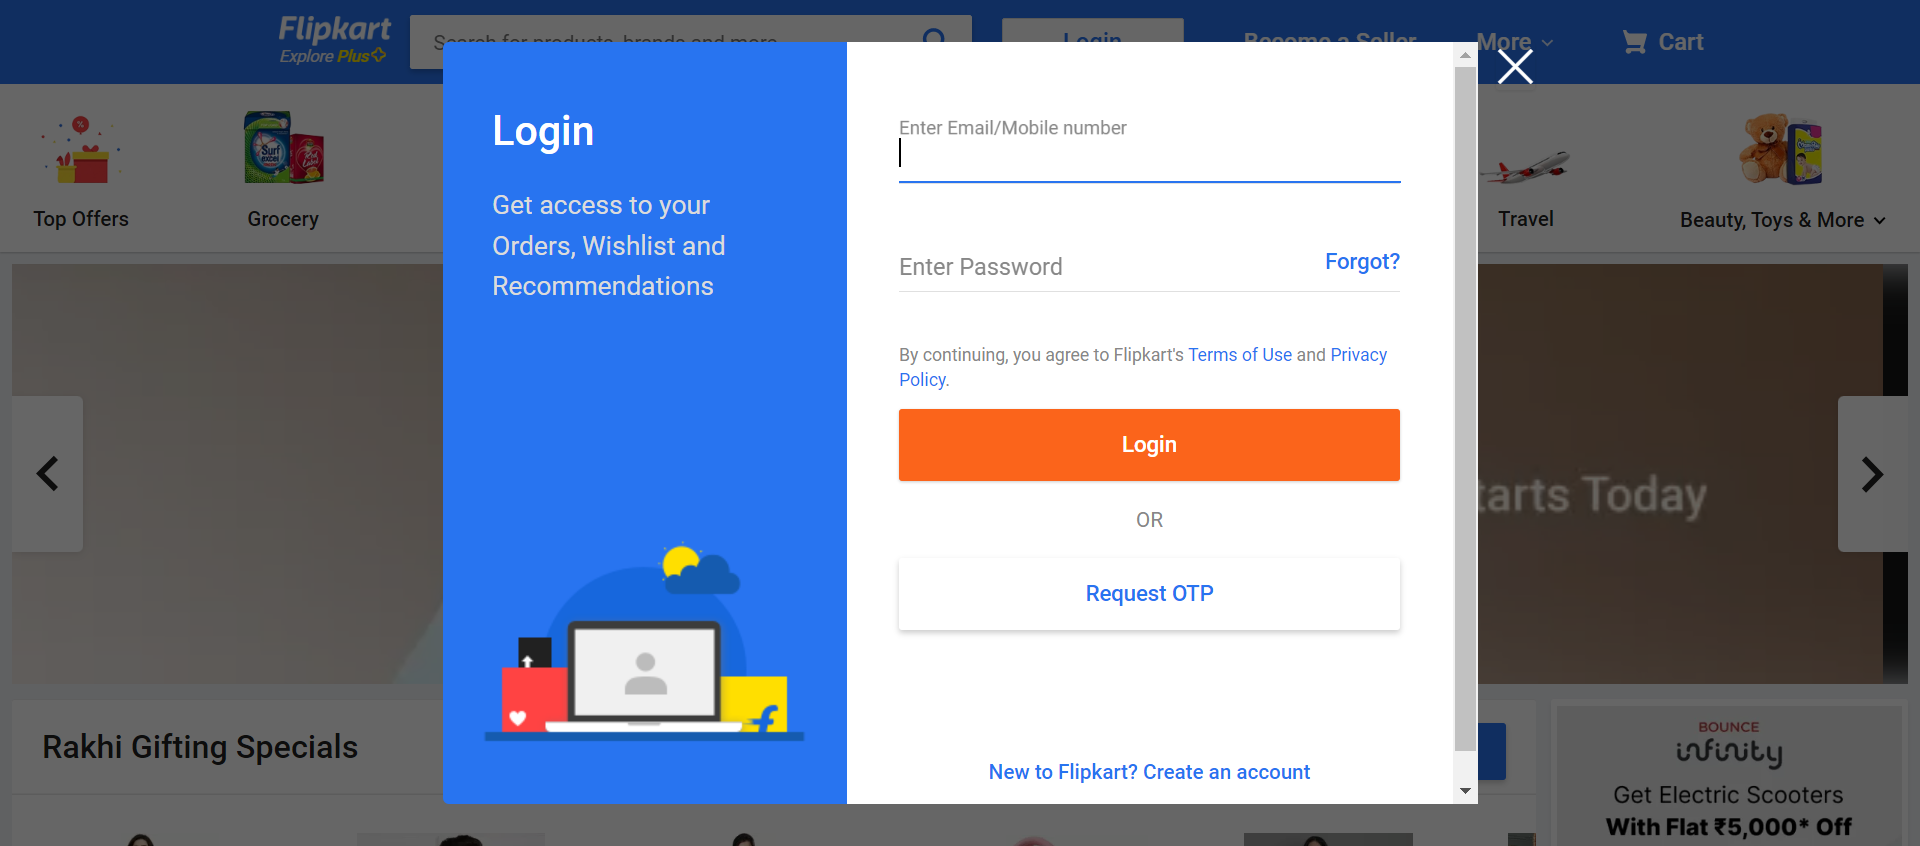 Flipkart
Explore Plus
Search for products, brands and more
Login
Become a Seller
More
Cart
Top Offers
Grocery
Travel
Beauty, Toys & More
Login
Get access to your
Orders, Wishlist and
Recommendations
Enter Email/Mobile number
Enter Password
Forgot?
By continuing, you agree to Flipkart's Terms of Use and Privacy
Policy.
Login
OR
Request OTP
New to Flipkart? Create an account
Today
Rakhi Gifting Specials
BOUNCE
infinity
Get Electric Scooters
With Flat ₹5,000* Off